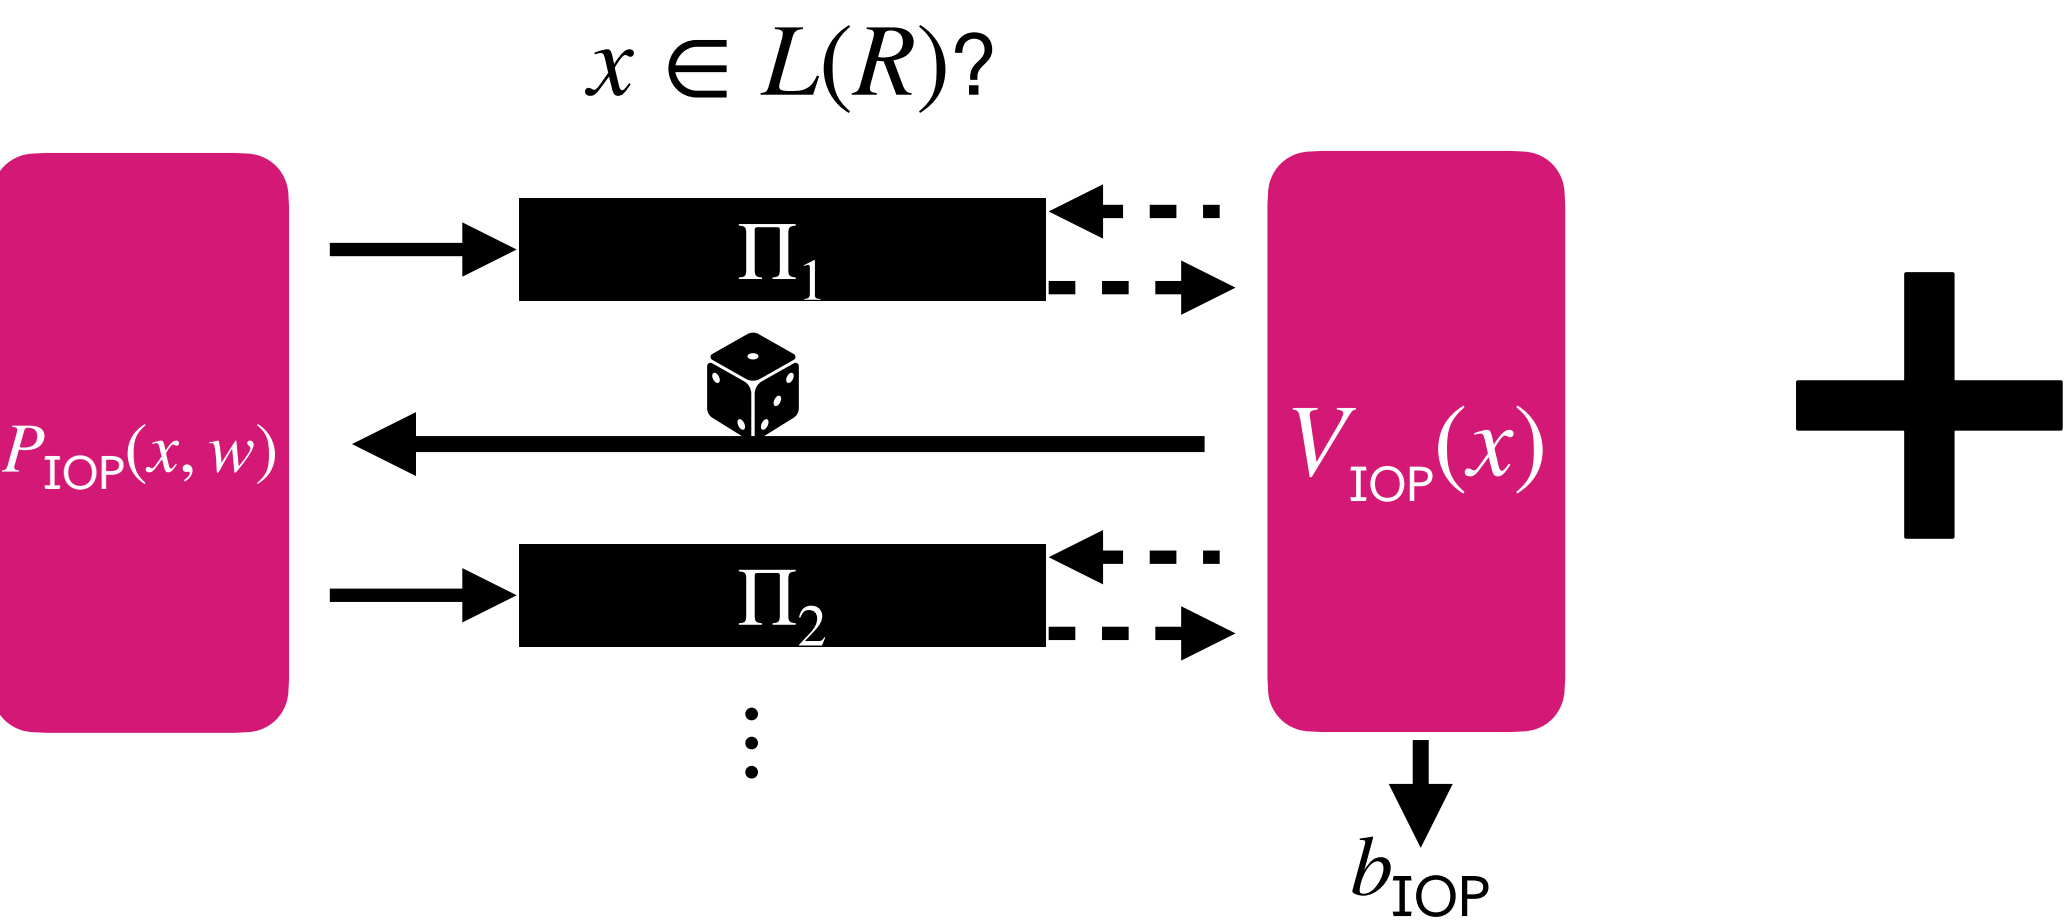 x ∈ L(R)?
Π₁
P_IOP(x, w)
V_IOP(x)
Π₂
⋮
b_IOP